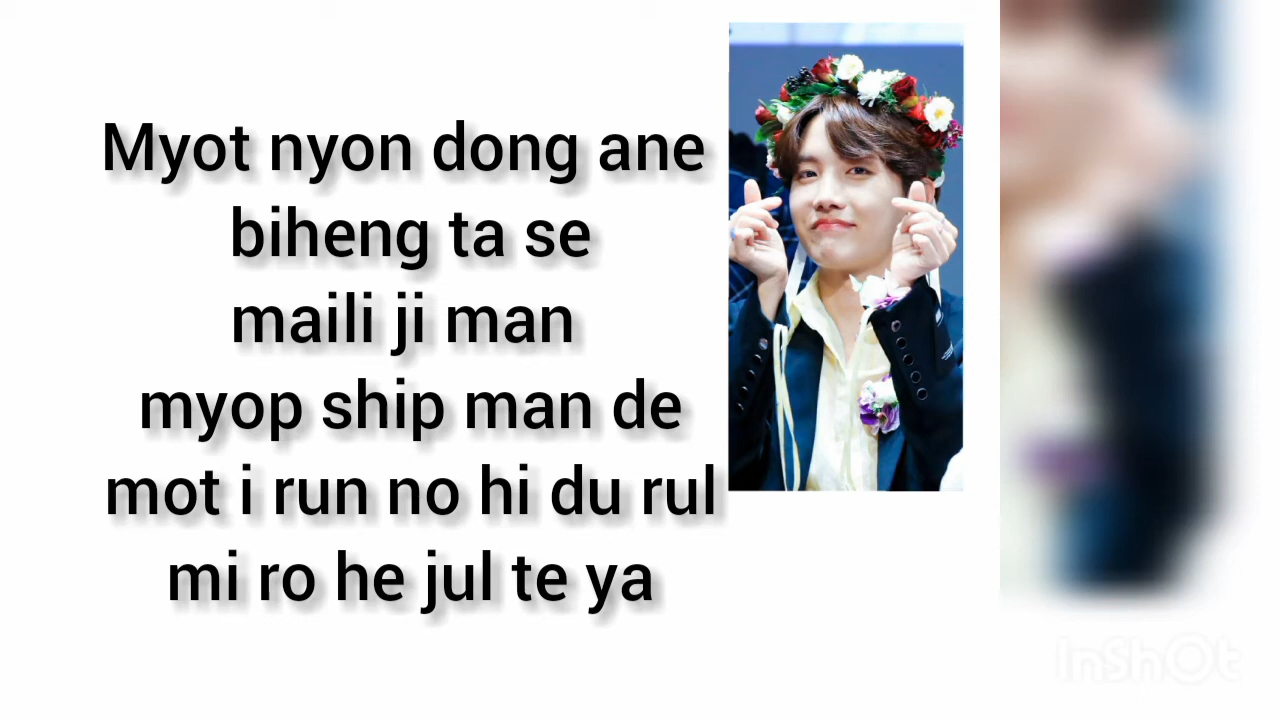 Myot nyon dong ane
biheng ta se
maili ji man
myop ship man de
mot i run no hi du rul
mi ro he jul te ya
InShOt